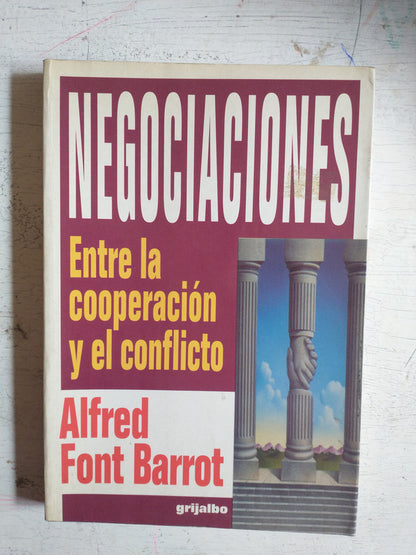 NEGOCIACIONES
Entre la
cooperación
y el conflicto
Alfred
Font Barrot
grijalbo